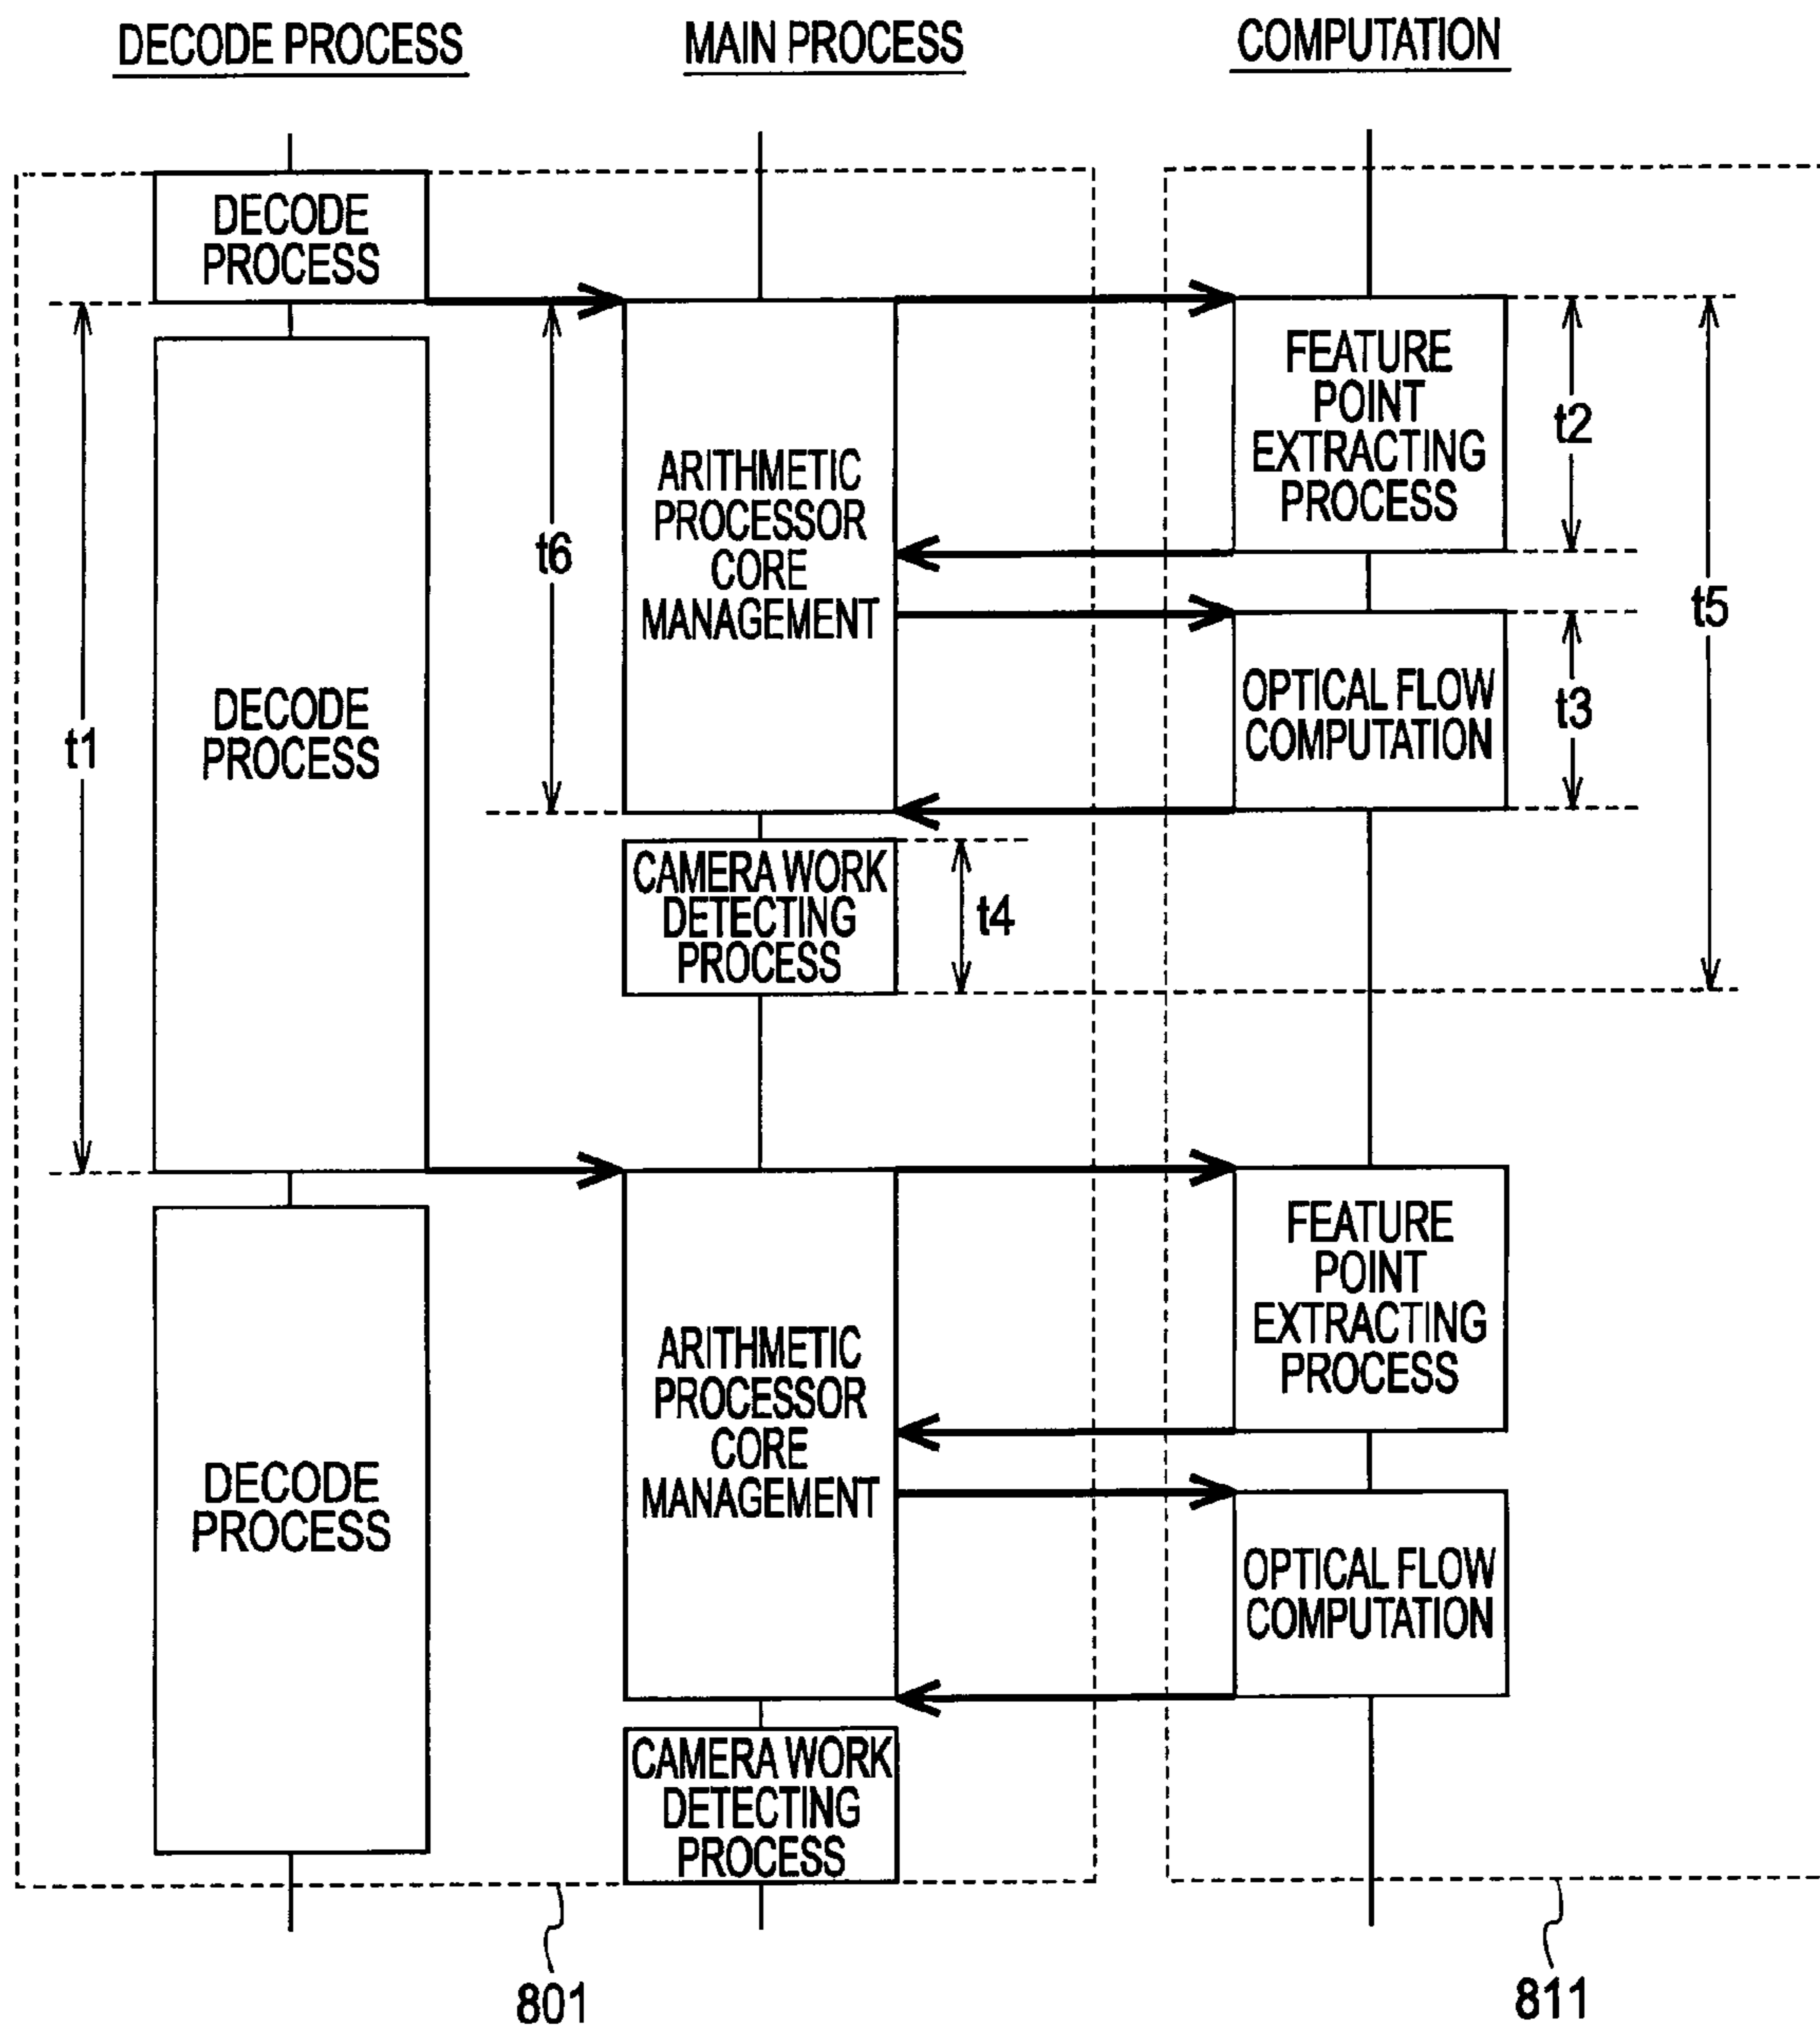 DECODE PROCESS
MAIN PROCESS
COMPUTATION
DECODE
PROCESS
t1
DECODE
PROCESS
t6
ARITHMETIC
PROCESSOR
CORE
MANAGEMENT
FEATURE
POINT
EXTRACTING
PROCESS
t2
t5
OPTICAL FLOW
COMPUTATION
t3
CAMERA WORK
DETECTING
PROCESS
t4
DECODE
PROCESS
ARITHMETIC
PROCESSOR
CORE
MANAGEMENT
FEATURE
POINT
EXTRACTING
PROCESS
OPTICAL FLOW
COMPUTATION
CAMERA WORK
DETECTING
PROCESS
801
811